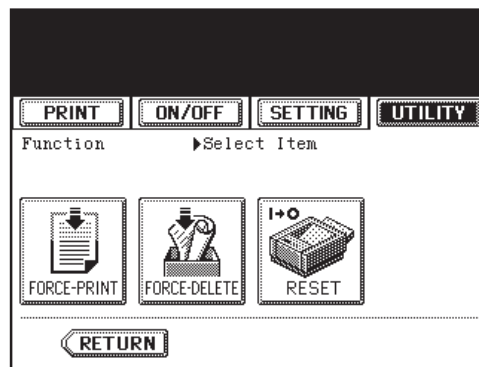 PRINT ON/OFF SETTING UTILITY
Function ▶Select Item
I→O
FORCE-PRINT FORCE-DELETE RESET
RETURN